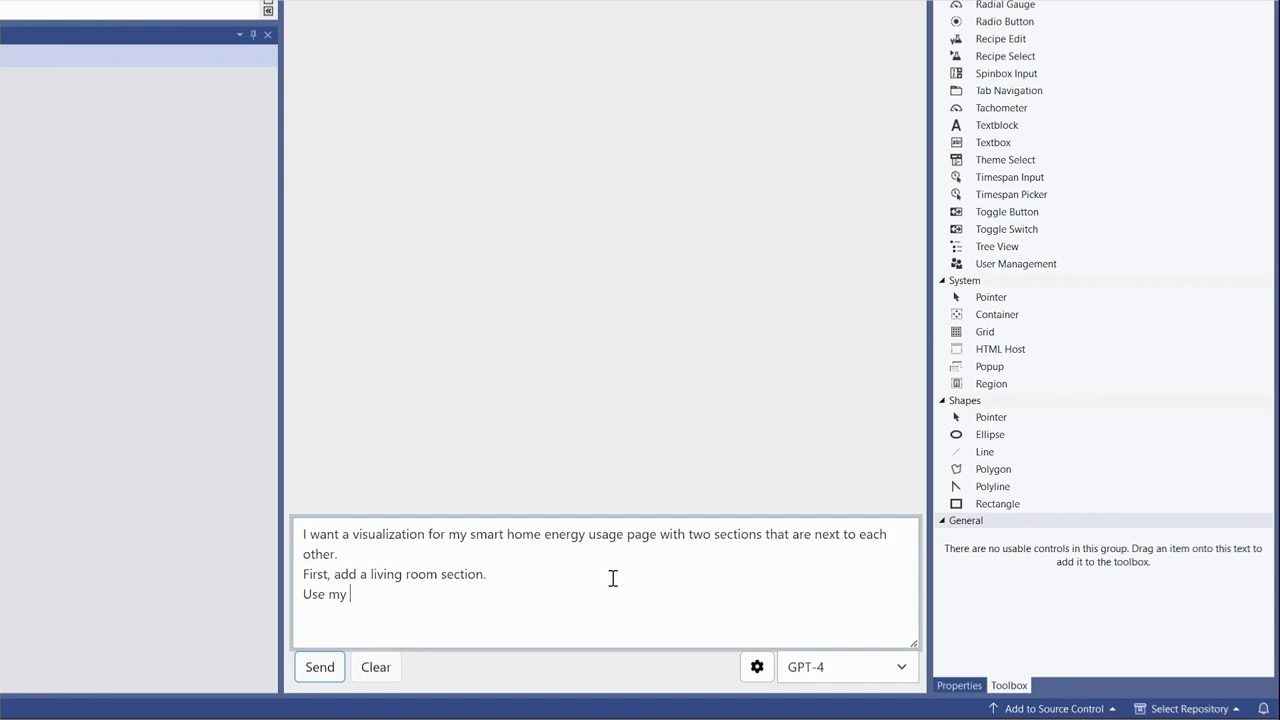 Radial Gauge
Radio Button
Recipe Edit
Recipe Select
Spinbox Input
Tab Navigation
Tachometer
Textblock
Textbox
Theme Select
Timespan Input
Timespan Picker
Toggle Button
Toggle Switch
Tree View
User Management
System
Pointer
Container
Grid
HTML Host
Popup
Region
Shapes
Pointer
Ellipse
Line
Polygon
Polyline
Rectangle
General
There are no usable controls in this group. Drag an item onto this text to
add it to the toolbox.
I want a visualization for my smart home energy usage page with two sections that are next to each
other.
First, add a living room section.
Use my
Send
Clear
GPT-4
Properties
Toolbox
Add to Source Control
Select Repository